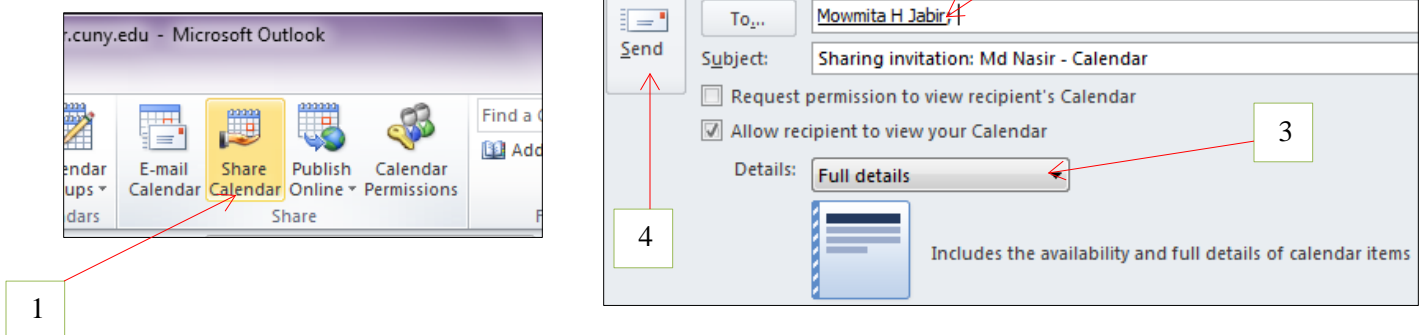 r.cuny.edu - Microsoft Outlook
endar
ups
dars
E-mail
Calendar
Share
Calendar
Publish
Online
Calendar
Permissions
Share
Find a
Add
F
1
To...
Mowmita H Jabir;
Send
Subject:
Sharing invitation: Md Nasir - Calendar
Request permission to view recipient's Calendar
Allow recipient to view your Calendar
3
Details:
Full details
4
Includes the availability and full details of calendar items